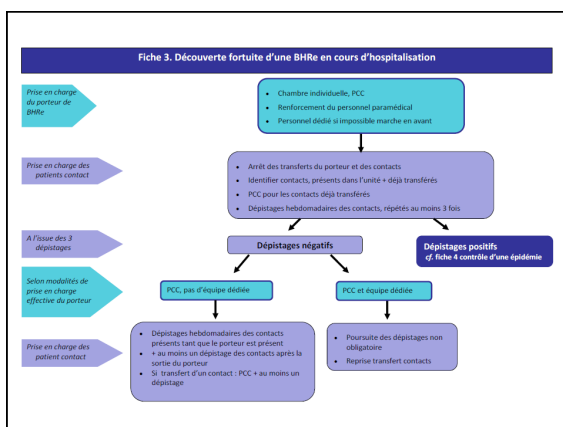 Fiche 3. Découverte fortuite d'une BHRe en cours d'hospitalisation
Prise en charge
du porteur de
BHRe
• Chambre individuelle, PCC
• Renforcement du personnel paramédical
• Personnel dédié si impossible marche en avant
Prise en charge des
patients contact
• Arrêt des transferts du porteur et des contacts
• Identifier contacts, présents dans l'unité + déjà transférés
• PCC pour les contacts déjà transférés
• Dépistages hebdomadaires des contacts, répétés au moins 3 fois
A l'issue des 3
dépistages
Dépistages négatifs
Dépistages positifs
cf. fiche 4 contrôle d'une épidémie
Selon modalités de
prise en charge
effective du porteur
PCC, pas d'équipe dédiée
PCC et équipe dédiée
Prise en charge des
patient contact
• Dépistages hebdomadaires des contacts
présents tant que le porteur est présent
• + au moins un dépistage des contacts après la
sortie du porteur
• Si transfert d'un contact : PCC + au moins un
dépistage
• Poursuite des dépistages non
obligatoire
• Reprise transfert contacts